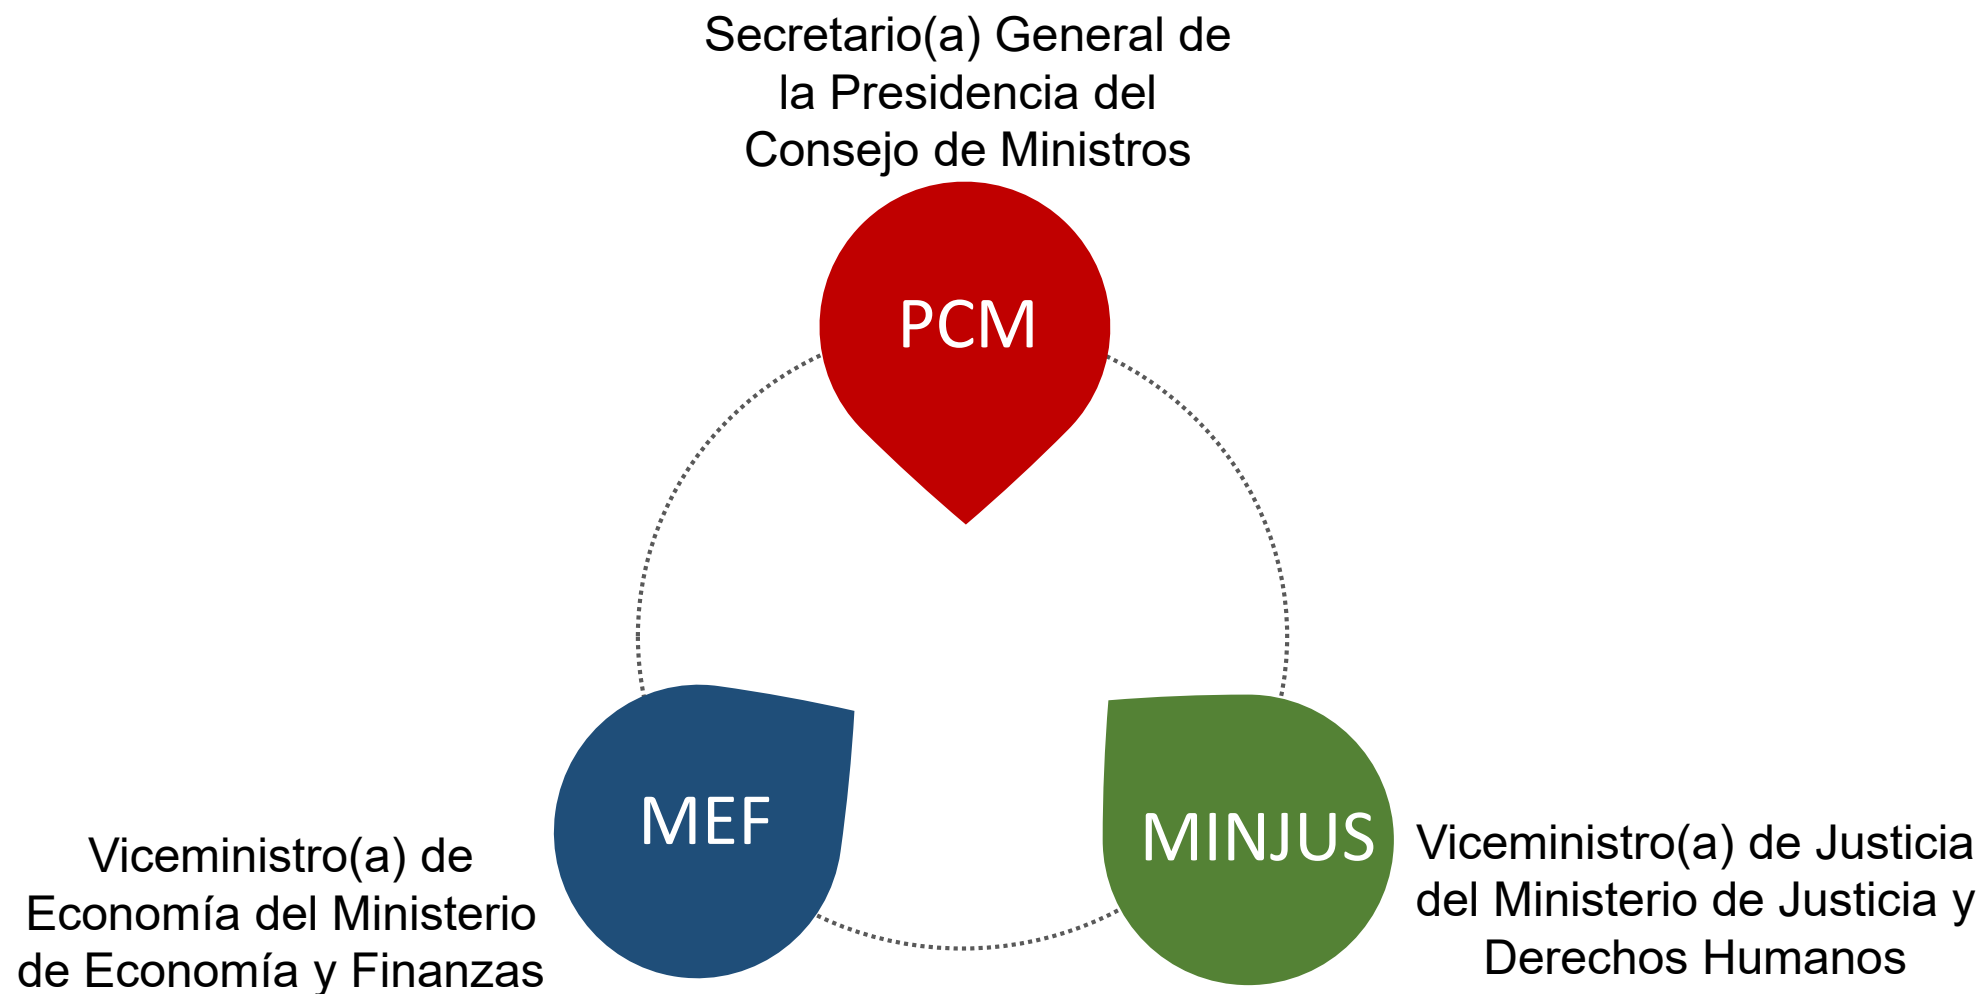 Secretario(a) General de
la Presidencia del
Consejo de Ministros
PCM
MEF
MINJUS
Viceministro(a) de
Economía del Ministerio
de Economía y Finanzas
Viceministro(a) de Justicia
del Ministerio de Justicia y
Derechos Humanos